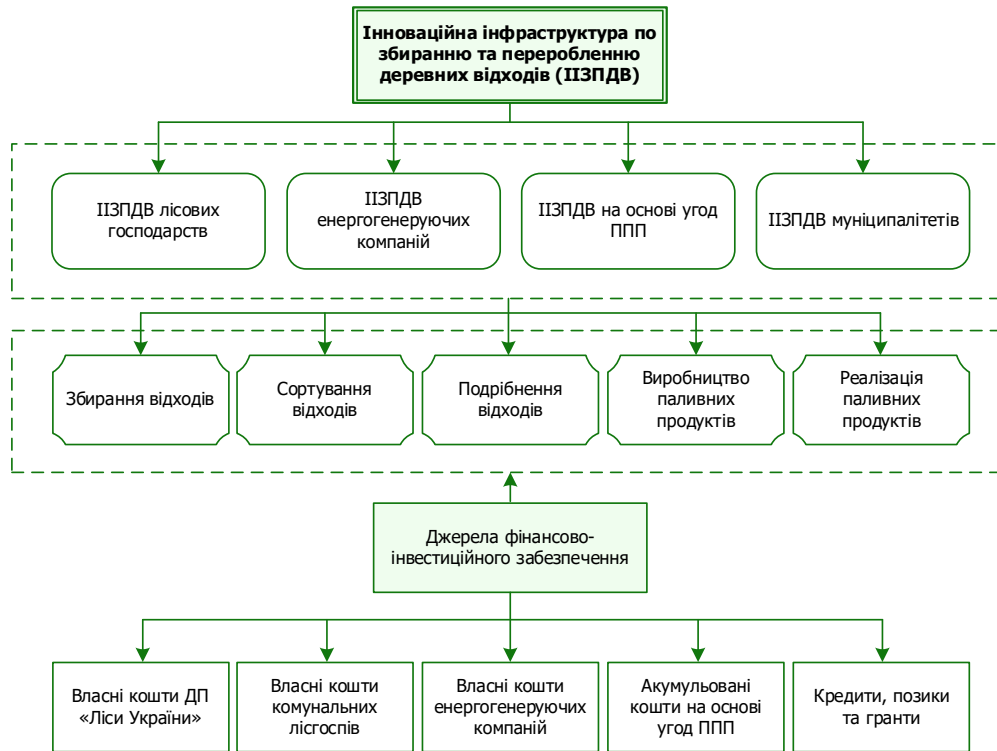 Інноваційна інфраструктура по
збиранню та переробленню
деревних відходів (ІІЗПДВ)
ІІЗПДВ лісових
господарств
ІІЗПДВ
енергогенеруючих
компаній
ІІЗПДВ на основі угод
ППП
ІІЗПДВ муніципалітетів
Збирання відходів
Сортування
відходів
Подрібнення
відходів
Виробництво
паливних
продуктів
Реалізація
паливних
продуктів
Джерела фінансово-
інвестиційного забезпечення
Власні кошти ДП
«Ліси України»
Власні кошти
комунальних
лісгоспів
Власні кошти
енергогенеруючих
компаній
Акумульовані
кошти на основі
угод ППП
Кредити, позики
та гранти